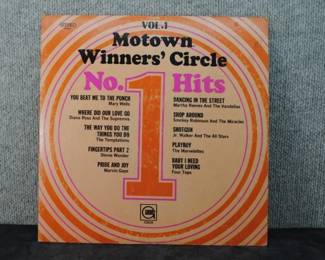 VOL. 1
STEREO
Motown
Winners' Circle
No. 1 Hits
YOU BEAT ME TO THE PUNCH
Mary Wells
WHERE DID OUR LOVE GO
Diana Ross and The Supremes
THE WAY YOU DO THE
THINGS YOU DO
The Temptations
FINGERTIPS PART 2
Stevie Wonder
PRIDE AND JOY
Marvin Gaye
DANCING IN THE STREET
Martha Reeves and The Vandellas
SHOP AROUND
Smokey Robinson And The Miracles
SHOTGUN
Jr. Walker And The All Stars
PLAYBOY
The Marvelettes
BABY I NEED
YOUR LOVING
Four Tops